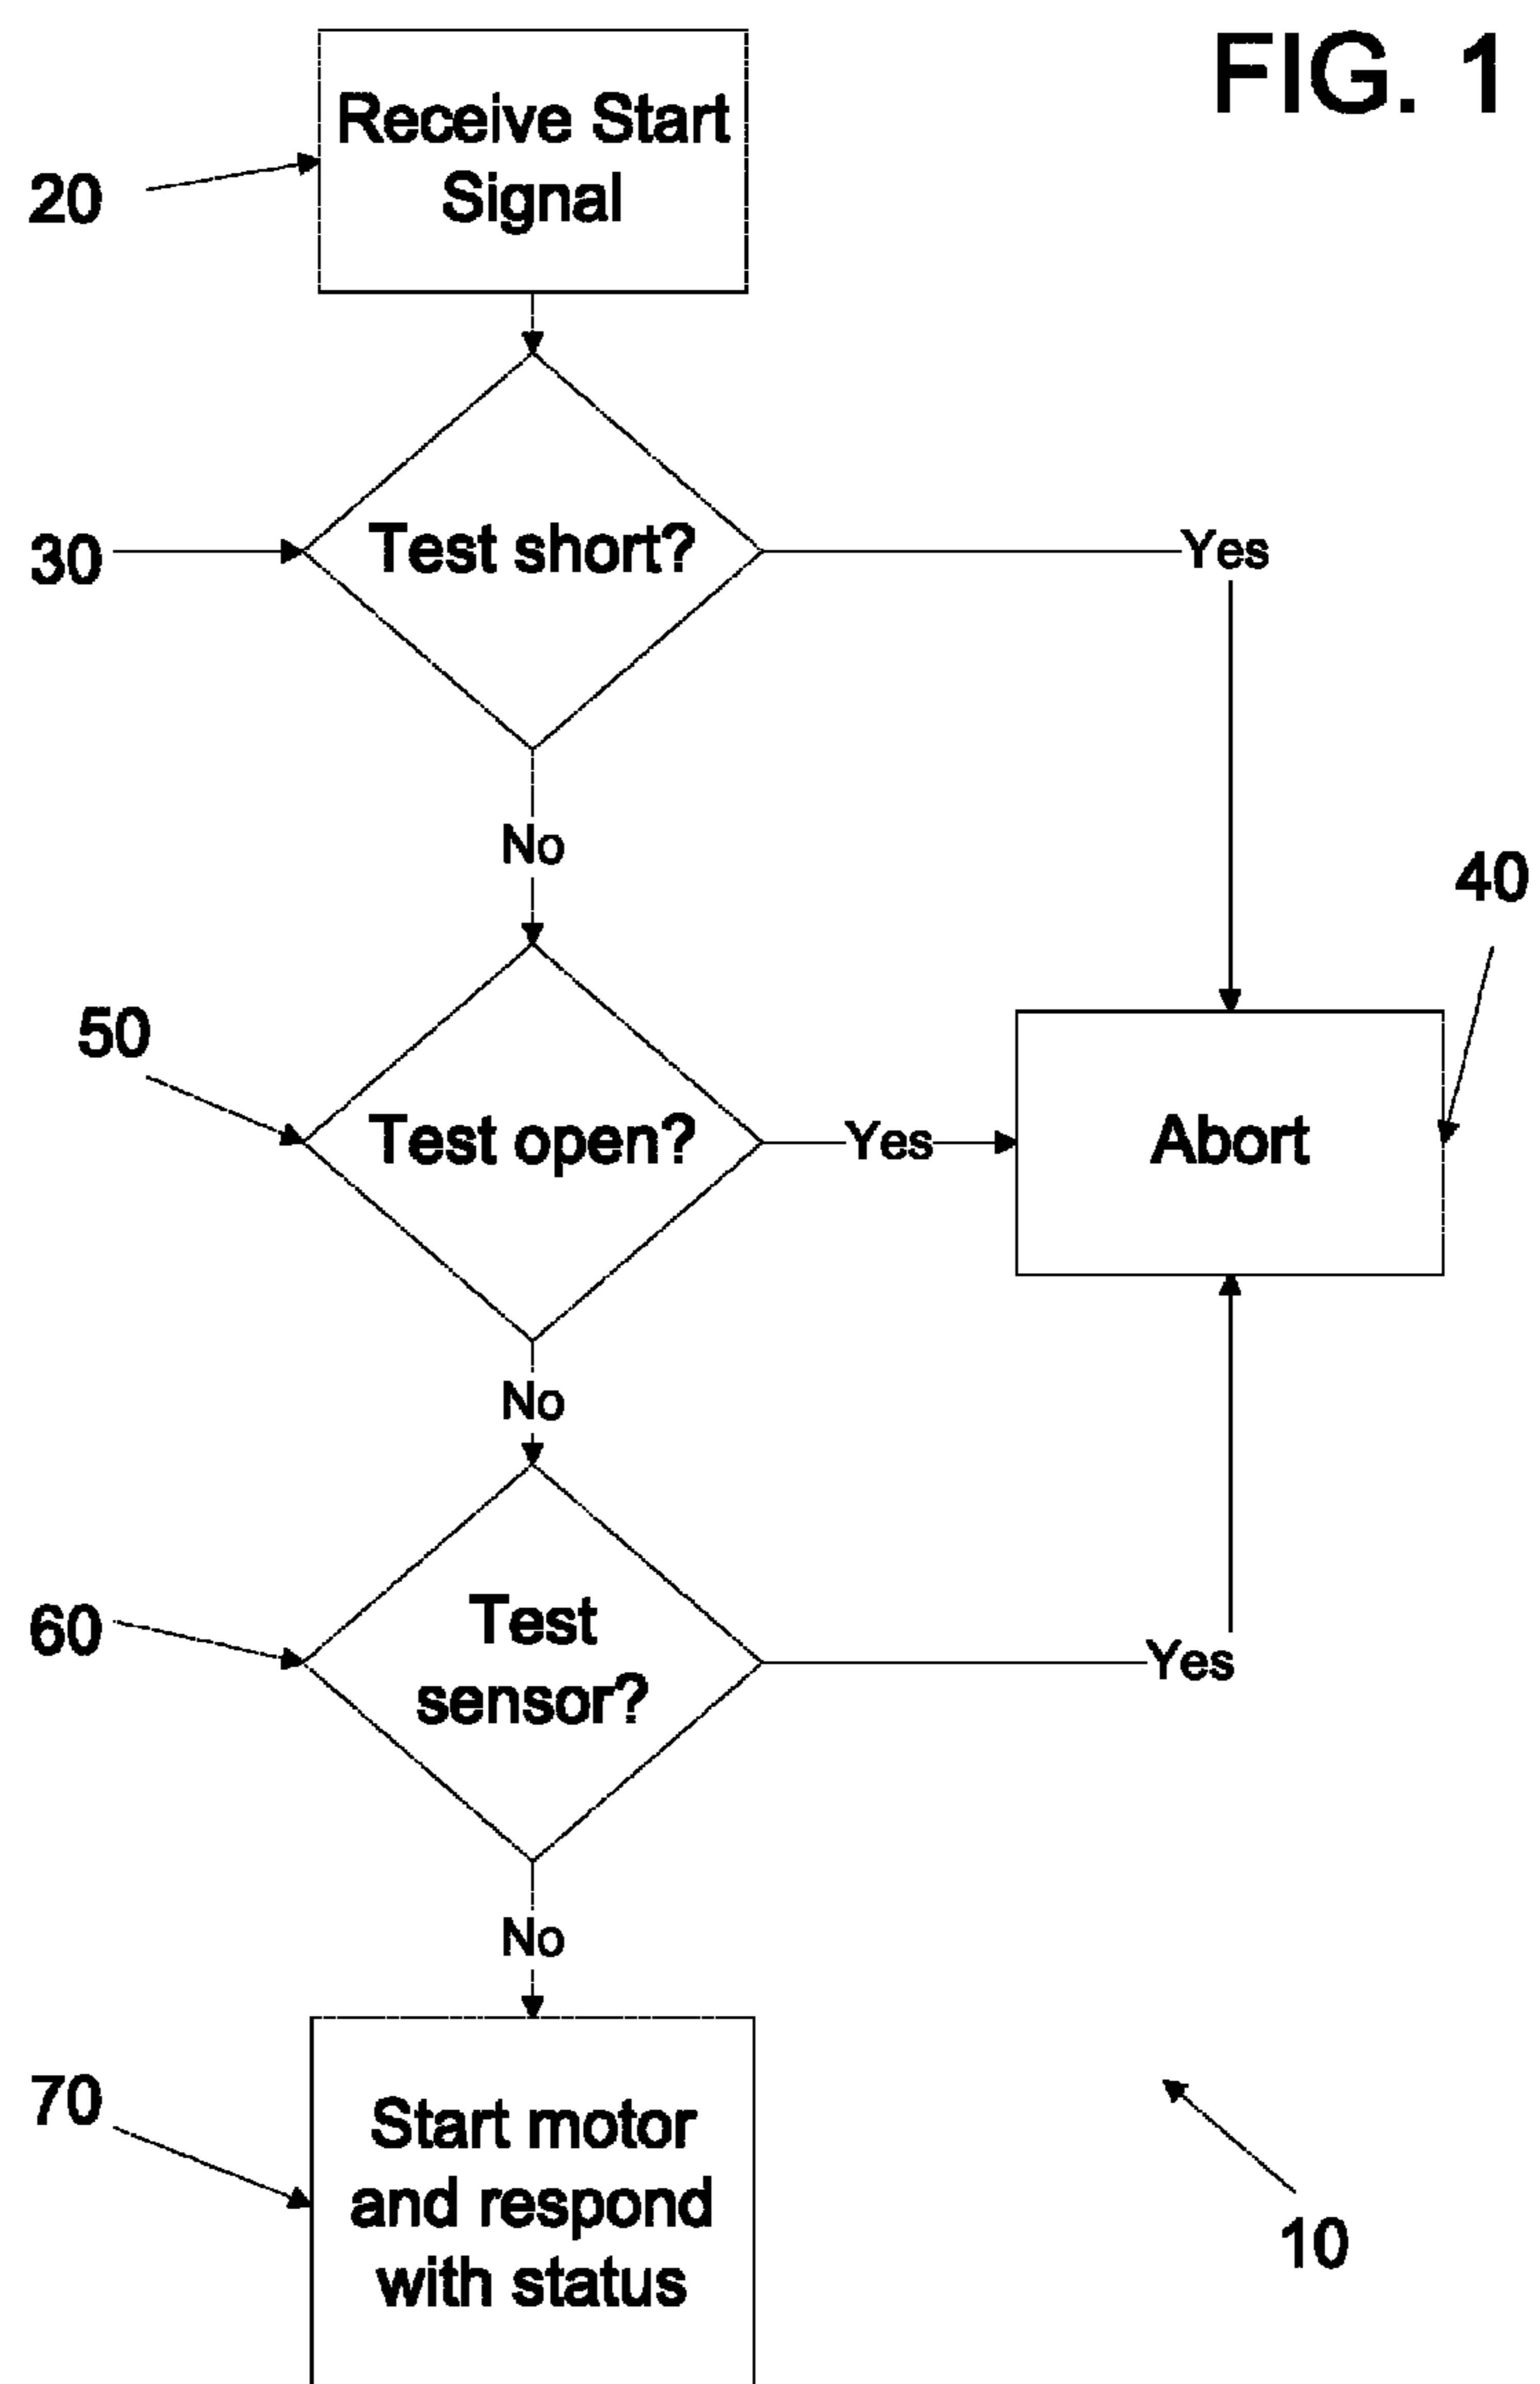 FIG. 1
Receive Start
Signal
20
30
Test short?
Yes
No
40
50
Test open?
Yes
Abort
No
60
Test
sensor?
Yes
No
70
Start motor
and respond
with status
10